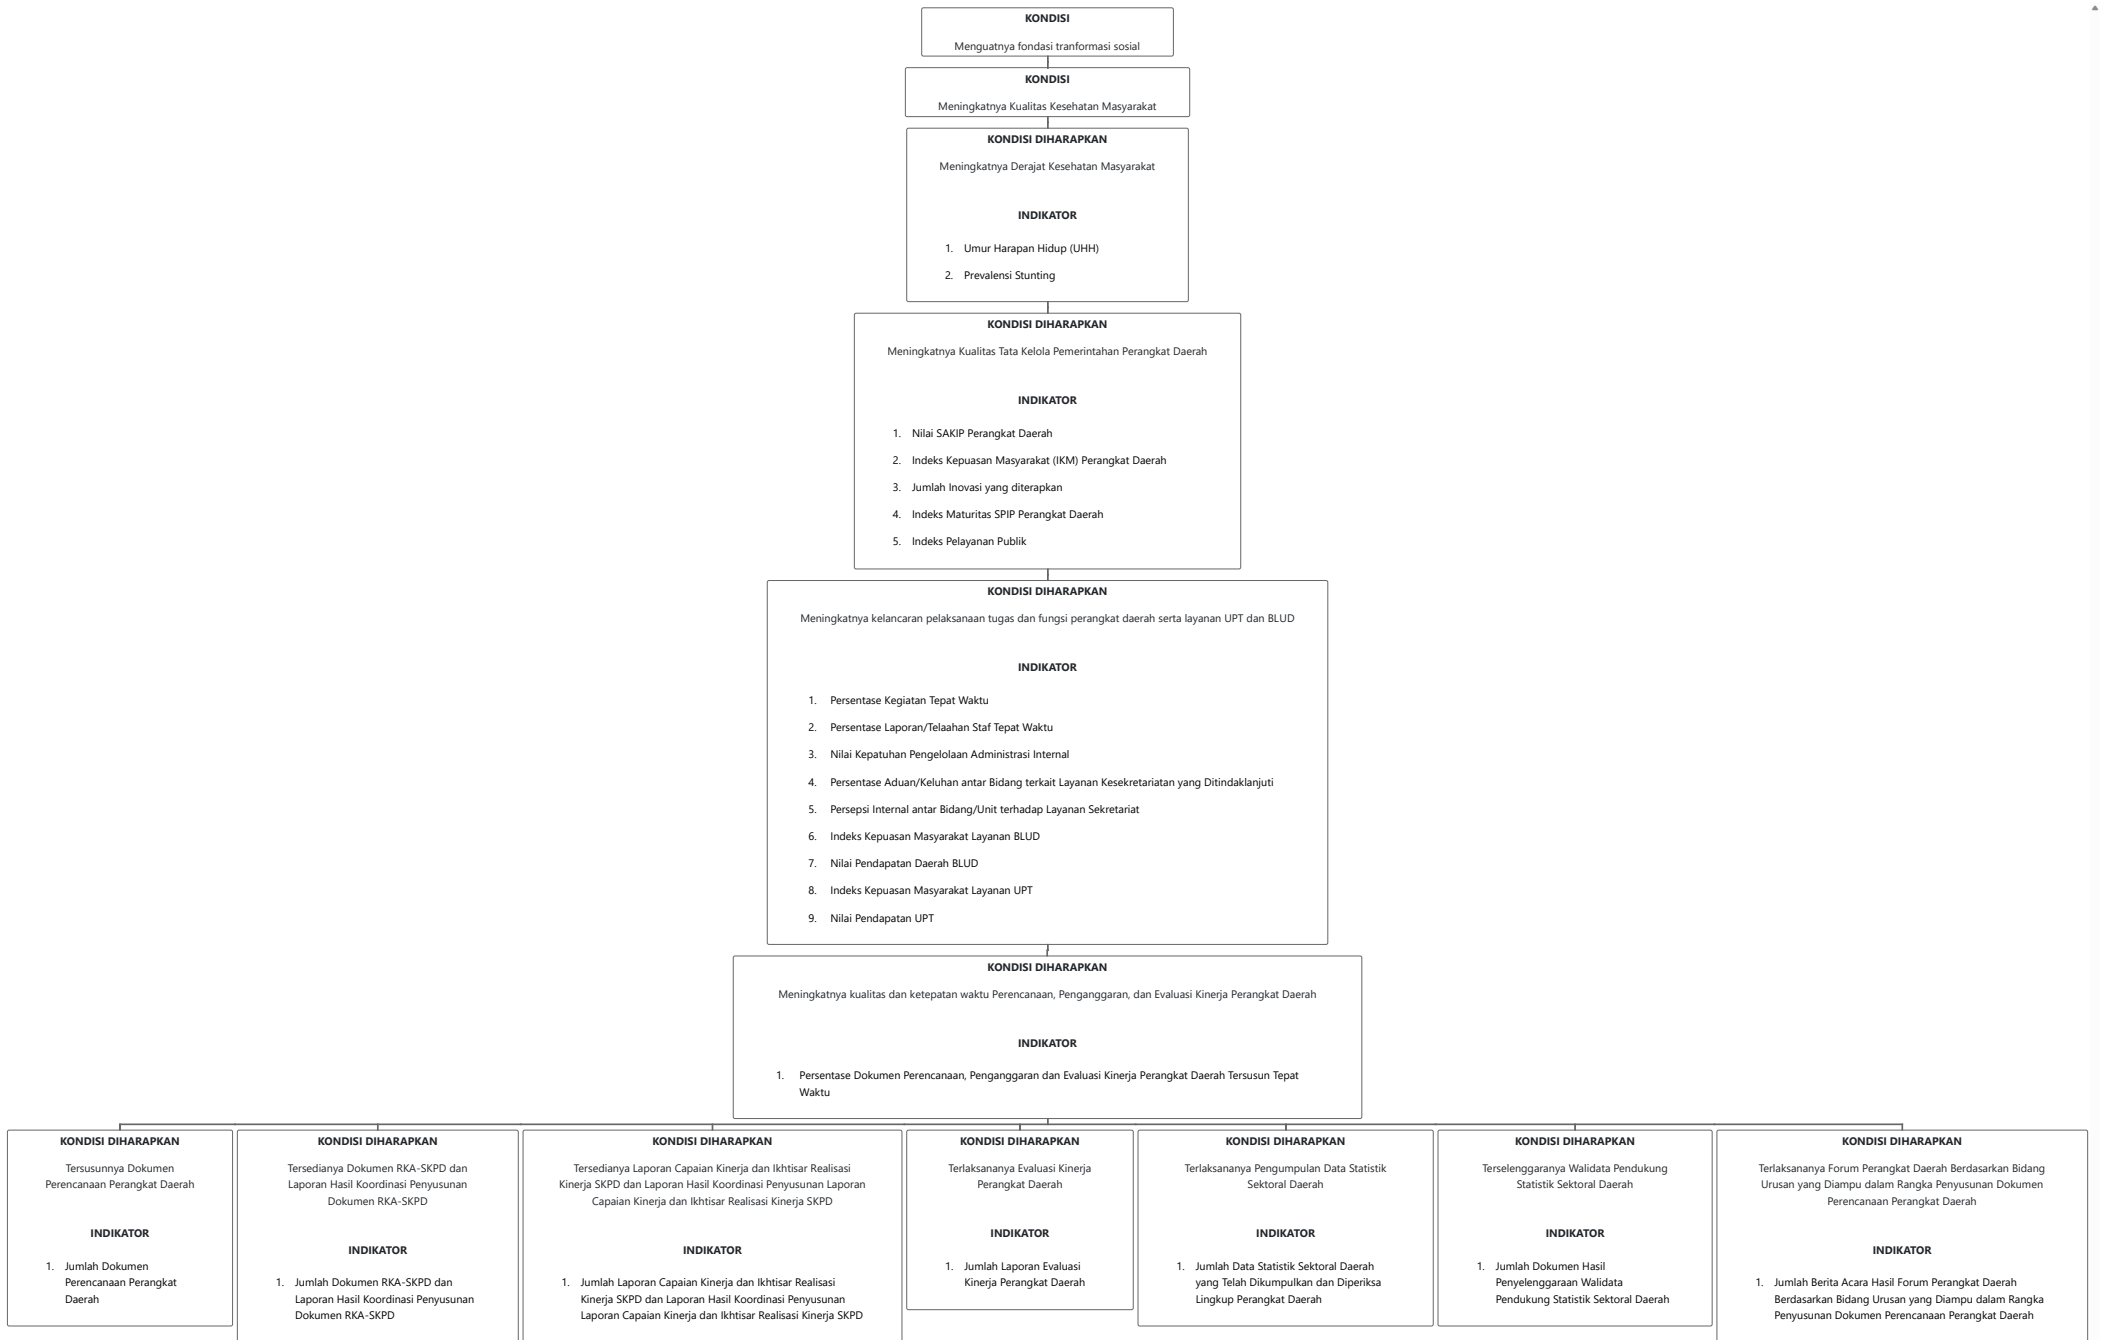 KONDISI
Menguatnya fondasi tranformasi sosial
KONDISI
Meningkatnya Kualitas Kesehatan Masyarakat
KONDISI DIHARAPKAN
Meningkatnya Derajat Kesehatan Masyarakat
INDIKATOR
1. Umur Harapan Hidup (UHH)
2. Prevalensi Stunting
KONDISI DIHARAPKAN
Meningkatnya Kualitas Tata Kelola Pemerintahan Perangkat Daerah
INDIKATOR
1. Nilai SAKIP Perangkat Daerah
2. Indeks Kepuasan Masyarakat (IKM) Perangkat Daerah
3. Jumlah Inovasi yang diterapkan
4. Indeks Maturitas SPIP Perangkat Daerah
5. Indeks Pelayanan Publik
KONDISI DIHARAPKAN
Meningkatnya kelancaran pelaksanaan tugas dan fungsi perangkat daerah serta layanan UPT dan BLUD
INDIKATOR
1. Persentase Kegiatan Tepat Waktu
2. Persentase Laporan/Telaahan Staf Tepat Waktu
3. Nilai Kepatuhan Pengelolaan Administrasi Internal
4. Persentase Aduan/Keluhan antar Bidang terkait Layanan Kesekretariatan yang Ditindaklanjuti
5. Persepsi Internal antar Bidang/Unit terhadap Layanan Sekretariat
6. Indeks Kepuasan Masyarakat Layanan BLUD
7. Nilai Pendapatan Daerah BLUD
8. Indeks Kepuasan Masyarakat Layanan UPT
9. Nilai Pendapatan UPT
KONDISI DIHARAPKAN
Meningkatnya kualitas dan ketepatan waktu Perencanaan, Penganggaran, dan Evaluasi Kinerja Perangkat Daerah
INDIKATOR
1. Persentase Dokumen Perencanaan, Penganggaran dan Evaluasi Kinerja Perangkat Daerah Tersusun Tepat
Waktu
KONDISI DIHARAPKAN
Tersusunnya Dokumen
Perencanaan Perangkat Daerah
INDIKATOR
1. Jumlah Dokumen
Perencanaan Perangkat
Daerah
KONDISI DIHARAPKAN
Tersedianya Dokumen RKA-SKPD dan
Laporan Hasil Koordinasi Penyusunan
Dokumen RKA-SKPD
INDIKATOR
1. Jumlah Dokumen RKA-SKPD dan
Laporan Hasil Koordinasi Penyusunan
Dokumen RKA-SKPD
KONDISI DIHARAPKAN
Tersedianya Laporan Capaian Kinerja dan Ikhtisar Realisasi
Kinerja SKPD dan Laporan Hasil Koordinasi Penyusunan Laporan
Capaian Kinerja dan Ikhtisar Realisasi Kinerja SKPD
INDIKATOR
1. Jumlah Laporan Capaian Kinerja dan Ikhtisar Realisasi
Kinerja SKPD dan Laporan Hasil Koordinasi Penyusunan
Laporan Capaian Kinerja dan Ikhtisar Realisasi Kinerja SKPD
KONDISI DIHARAPKAN
Terlaksananya Evaluasi Kinerja
Perangkat Daerah
INDIKATOR
1. Jumlah Laporan Evaluasi
Kinerja Perangkat Daerah
KONDISI DIHARAPKAN
Terlaksananya Pengumpulan Data Statistik
Sektoral Daerah
INDIKATOR
1. Jumlah Data Statistik Sektoral Daerah
yang Telah Dikumpulkan dan Diperiksa
Lingkup Perangkat Daerah
KONDISI DIHARAPKAN
Terselenggaranya Walidata Pendukung
Statistik Sektoral Daerah
INDIKATOR
1. Jumlah Dokumen Hasil
Penyelenggaraan Walidata
Pendukung Statistik Sektoral Daerah
KONDISI DIHARAPKAN
Terlaksananya Forum Perangkat Daerah Berdasarkan Bidang
Urusan yang Diampu dalam Rangka Penyusunan Dokumen
Perencanaan Perangkat Daerah
INDIKATOR
1. Jumlah Berita Acara Hasil Forum Perangkat Daerah
Berdasarkan Bidang Urusan yang Diampu dalam Rangka
Penyusunan Dokumen Perencanaan Perangkat Daerah